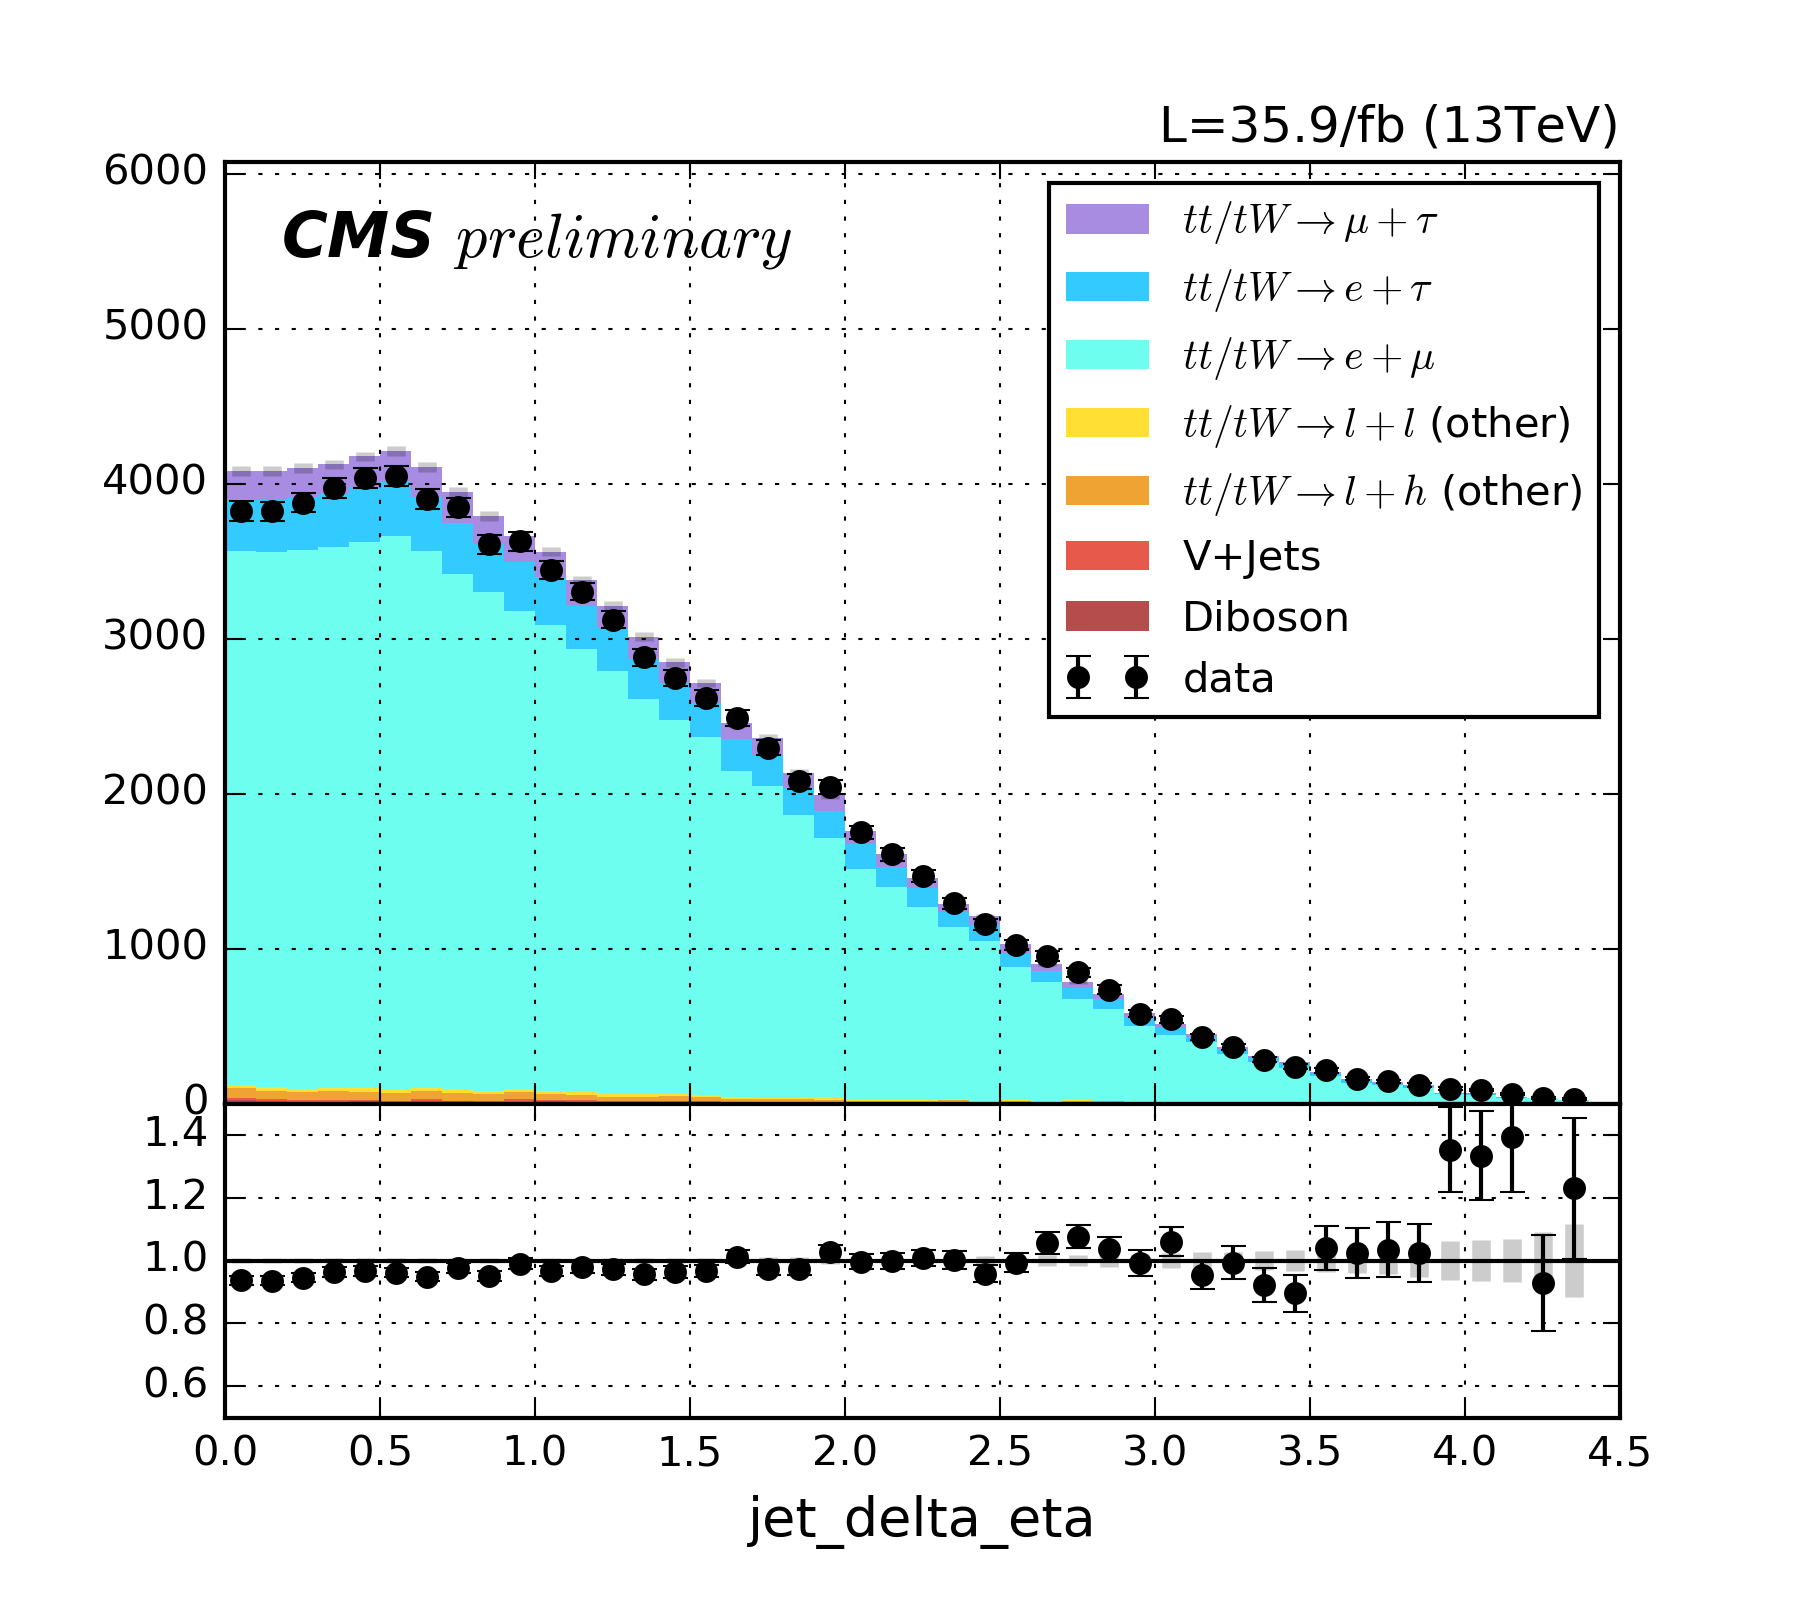 L=35.9/fb (13TeV)
CMS preliminary
tt/tW→μ+τ
tt/tW→e+τ
tt/tW→e+μ
tt/tW→l+l (other)
tt/tW→l+h (other)
V+Jets
Diboson
data
6000
5000
4000
3000
2000
1000
0
1.4
1.2
1.0
0.8
0.6
0.0 0.5 1.0 1.5 2.0 2.5 3.0 3.5 4.0 4.5
jet_delta_eta